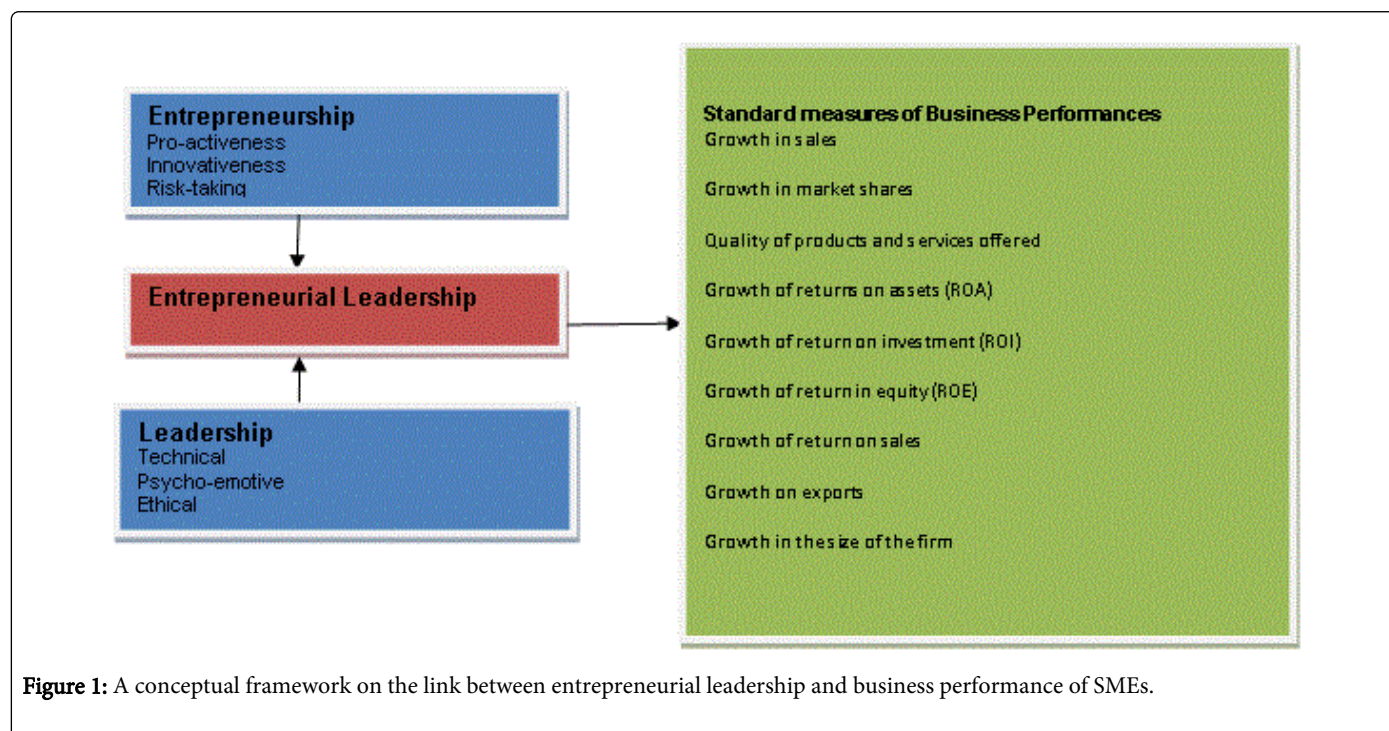 Entrepreneurship
Pro-activeness
Innovativeness
Risk-taking
Entrepreneurial Leadership
Leadership
Technical
Psycho-emotive
Ethical
Standard measures of Business Performances
Growth in sales
Growth in market shares
Quality of products and services offered
Growth of returns on assets (ROA)
Growth of return on investment (ROI)
Growth of return in equity (ROE)
Growth of return on sales
Growth on exports
Growth in the size of the firm
Figure 1: A conceptual framework on the link between entrepreneurial leadership and business performance of SMEs.